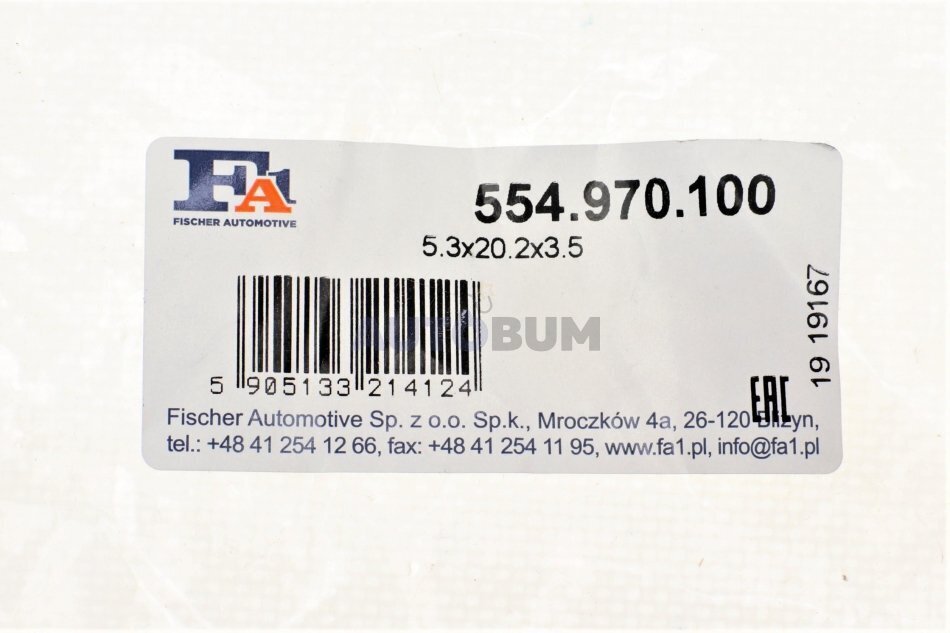 FA1
FISCHER AUTOMOTIVE
554.970.100
5.3x20.2x3.5
AUTOBUM
5 905133 214124
19 19167
EAC
Fischer Automotive Sp. z o.o. Sp.k., Mroczków 4a, 26-120 Bliżyn,
tel.: +48 41 254 12 66, fax: +48 41 254 11 95, www.fa1.pl, info@fa1.pl